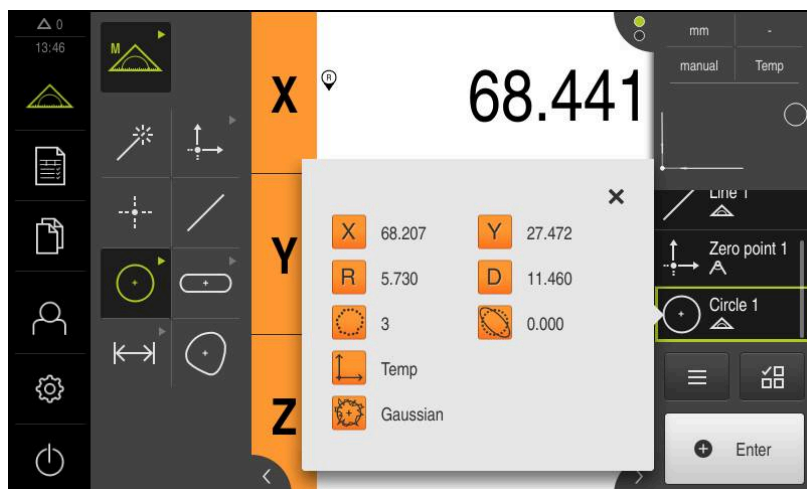 0
13:46
M
X
R
68.441
mm
-
manual
Temp
Line 1
Y
X 68.207 Y 27.472
R 5.730 D 11.460
3 0.000
Temp
Gaussian
Zero point 1
Circle 1
Z
Enter